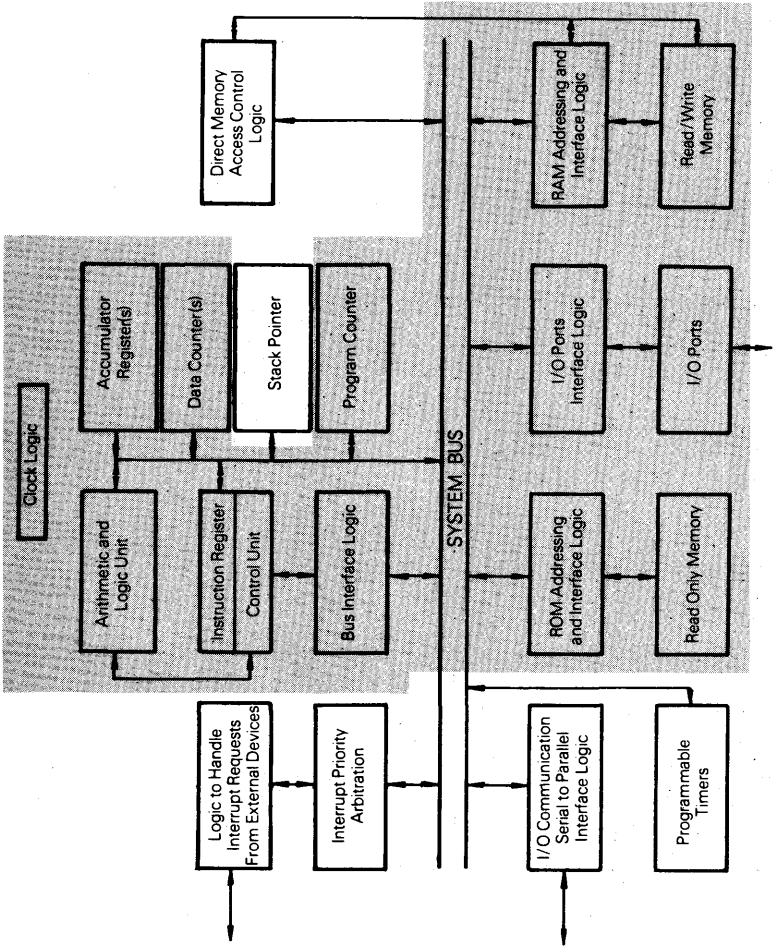 Clock Logic
Arithmetic and
Logic Unit
Accumulator
Register(s)
Data Counter(s)
Instruction Register
Control Unit
Stack Pointer
Program Counter
Bus Interface Logic
Logic to Handle
Interrupt Requests
From External Devices
Interrupt Priority
Arbitration
Direct Memory
Access Control
Logic
SYSTEM BUS
I/O Communication
Serial to Parallel
Interface Logic
Programmable
Timers
ROM Addressing
and Interface Logic
Read Only Memory
I/O Ports
Interface Logic
I/O Ports
RAM Addressing and
Interface Logic
Read/Write
Memory